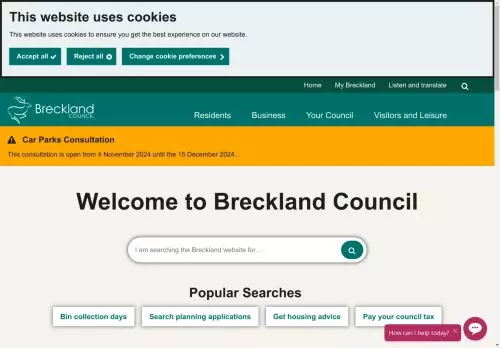 This website uses cookies
This website uses cookies to ensure you get the best experience on our website.
Accept all
Reject all
Change cookie preferences
Home
My Breckland
Listen and translate
Breckland
COUNCIL
Residents
Business
Your Council
Visitors and Leisure
Car Parks Consultation
This consultation is open from 4 November 2024 until the 15 December 2024...
Welcome to Breckland Council
I am searching the Breckland website for...
Popular Searches
Bin collection days
Search planning applications
Get housing advice
Pay your council tax
How can I help today?